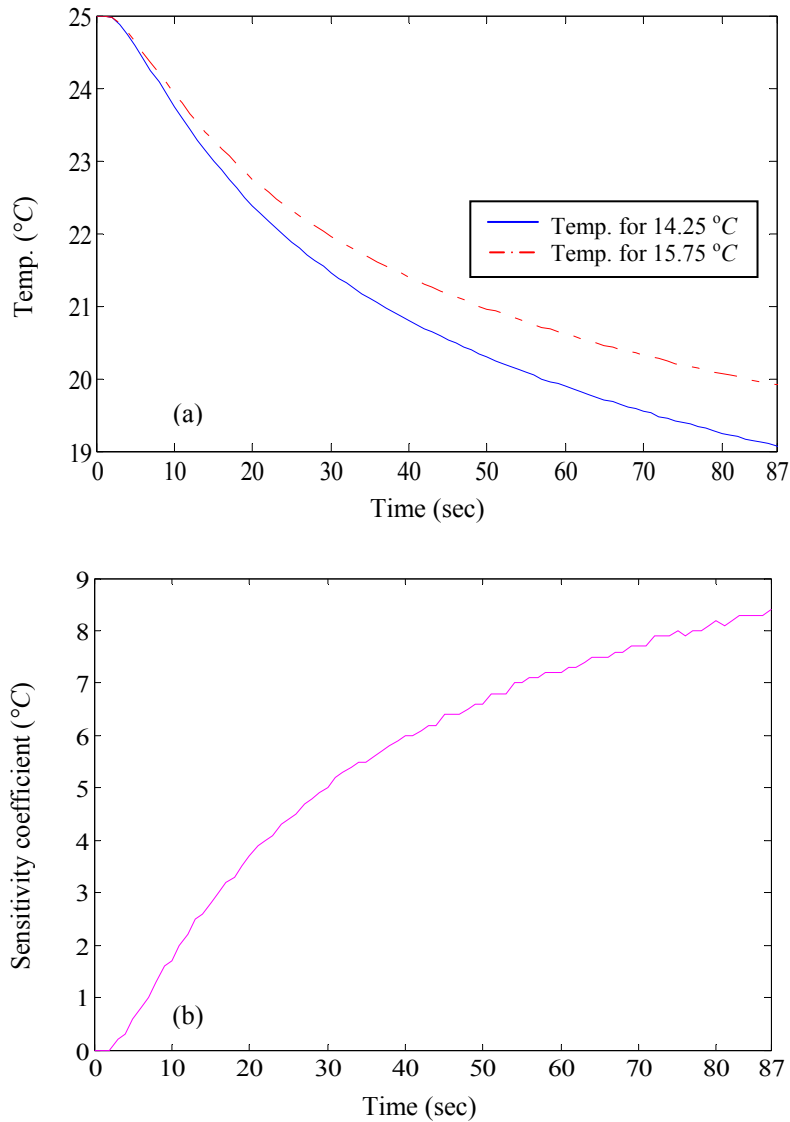 25
24
23
22
21
20
19
Temp. (°C)
Temp. for 14.25 °C
Temp. for 15.75 °C
(a)
0 10 20 30 40 50 60 70 80 87
Time (sec)
9
8
7
6
5
4
3
2
1
0
Sensitivity coefficient (°C)
(b)
0 10 20 30 40 50 60 70 80 87
Time (sec)